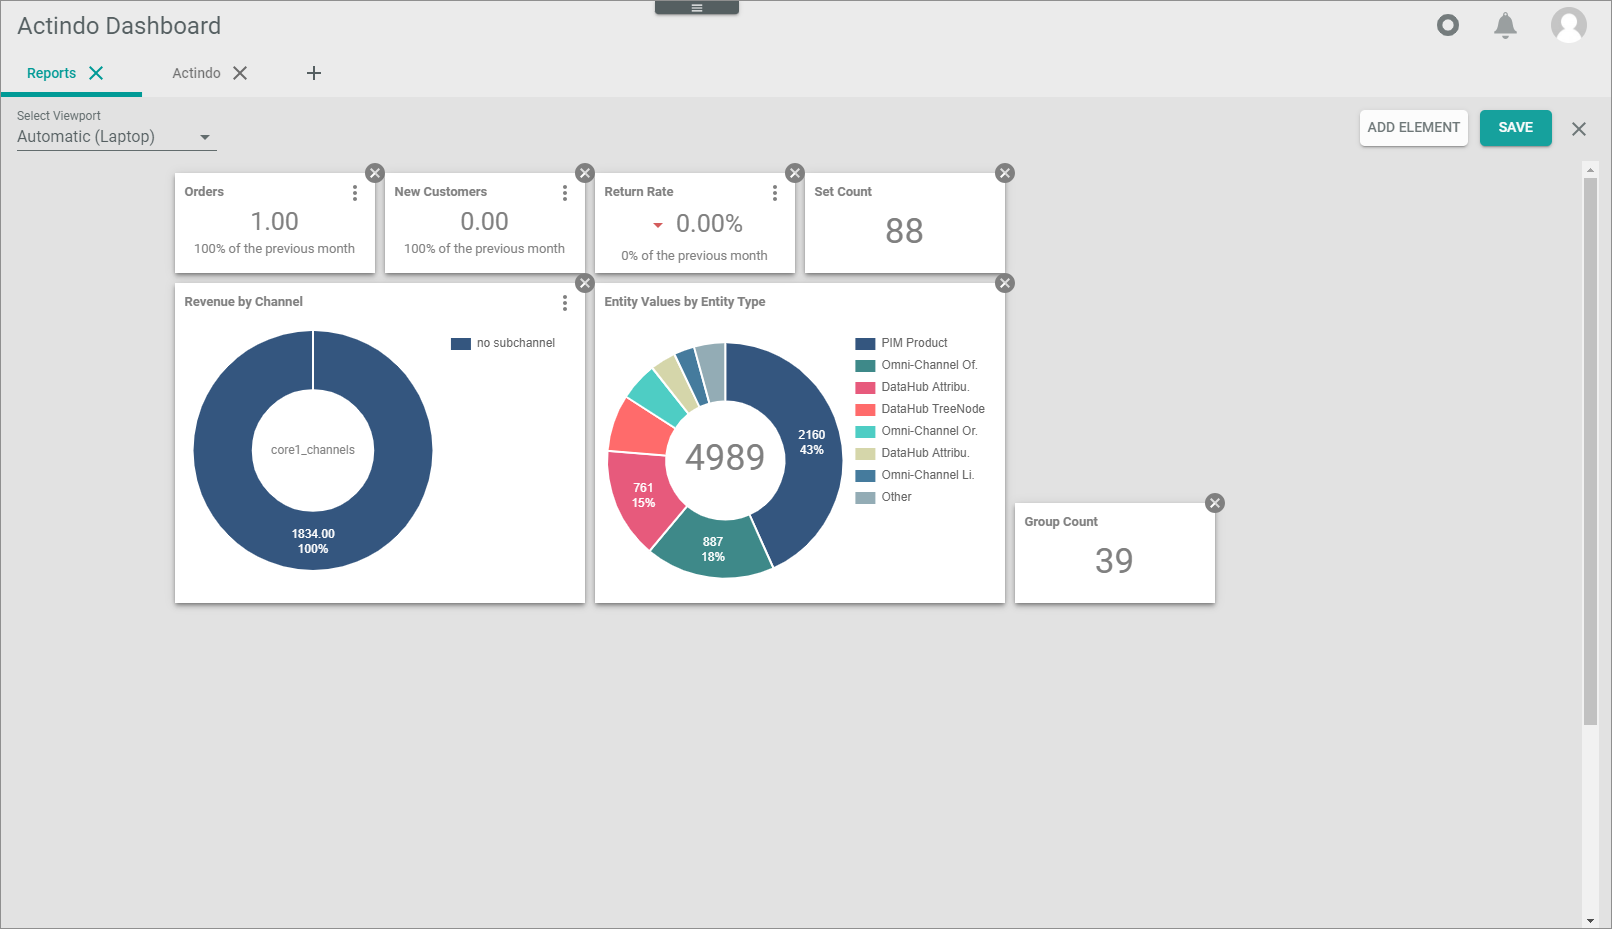 Actindo Dashboard
Reports
Actindo
Select Viewport
Automatic (Laptop)
ADD ELEMENT
SAVE
Orders
1.00
100% of the previous month
New Customers
0.00
100% of the previous month
Return Rate
0.00%
0% of the previous month
Set Count
88
Revenue by Channel
no subchannel
core1_channels
1834.00
100%
Entity Values by Entity Type
PIM Product
Omni-Channel Of.
DataHub Attribu.
DataHub TreeNode
Omni-Channel Or.
DataHub Attribu.
Omni-Channel Li.
Other
2160
43%
4989
761
15%
887
18%
Group Count
39